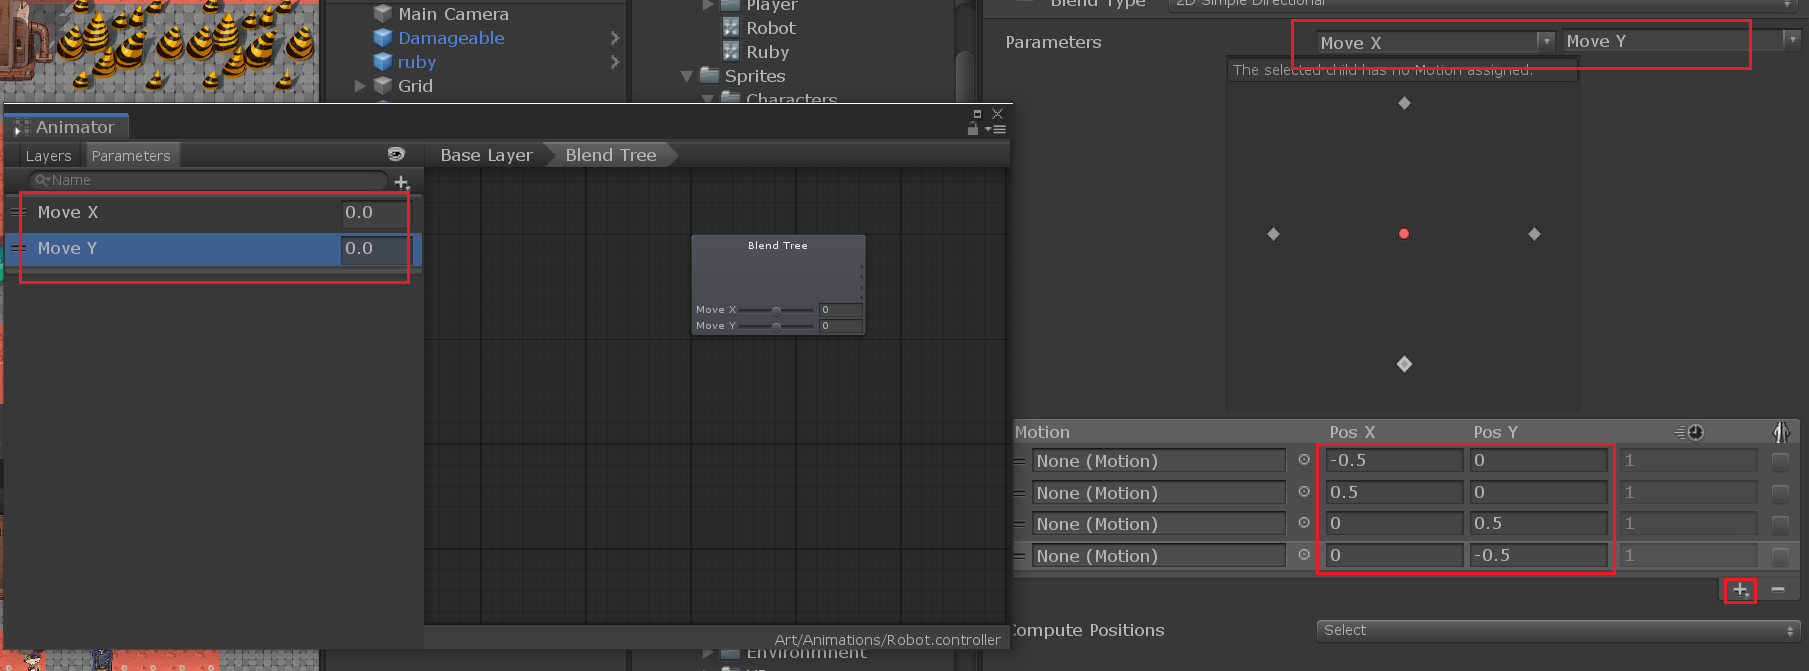 Main Camera
Damageable
ruby
Grid
Player
Robot
Ruby
Sprites
Characters
Blend Type
2D Simple Directional
Parameters
Move X
Move Y
The selected child has no Motion assigned.
Animator
Layers
Parameters
Base Layer
Blend Tree
Name
Move X
0.0
Move Y
0.0
Blend Tree
Move X
0
Move Y
0
Art/Animations/Robot.controller
Motion Pos X Pos Y
None (Motion) -0.5 0 1
None (Motion) 0.5 0 1
None (Motion) 0 0.5 1
None (Motion) 0 -0.5 1
Compute Positions
Select
Environment